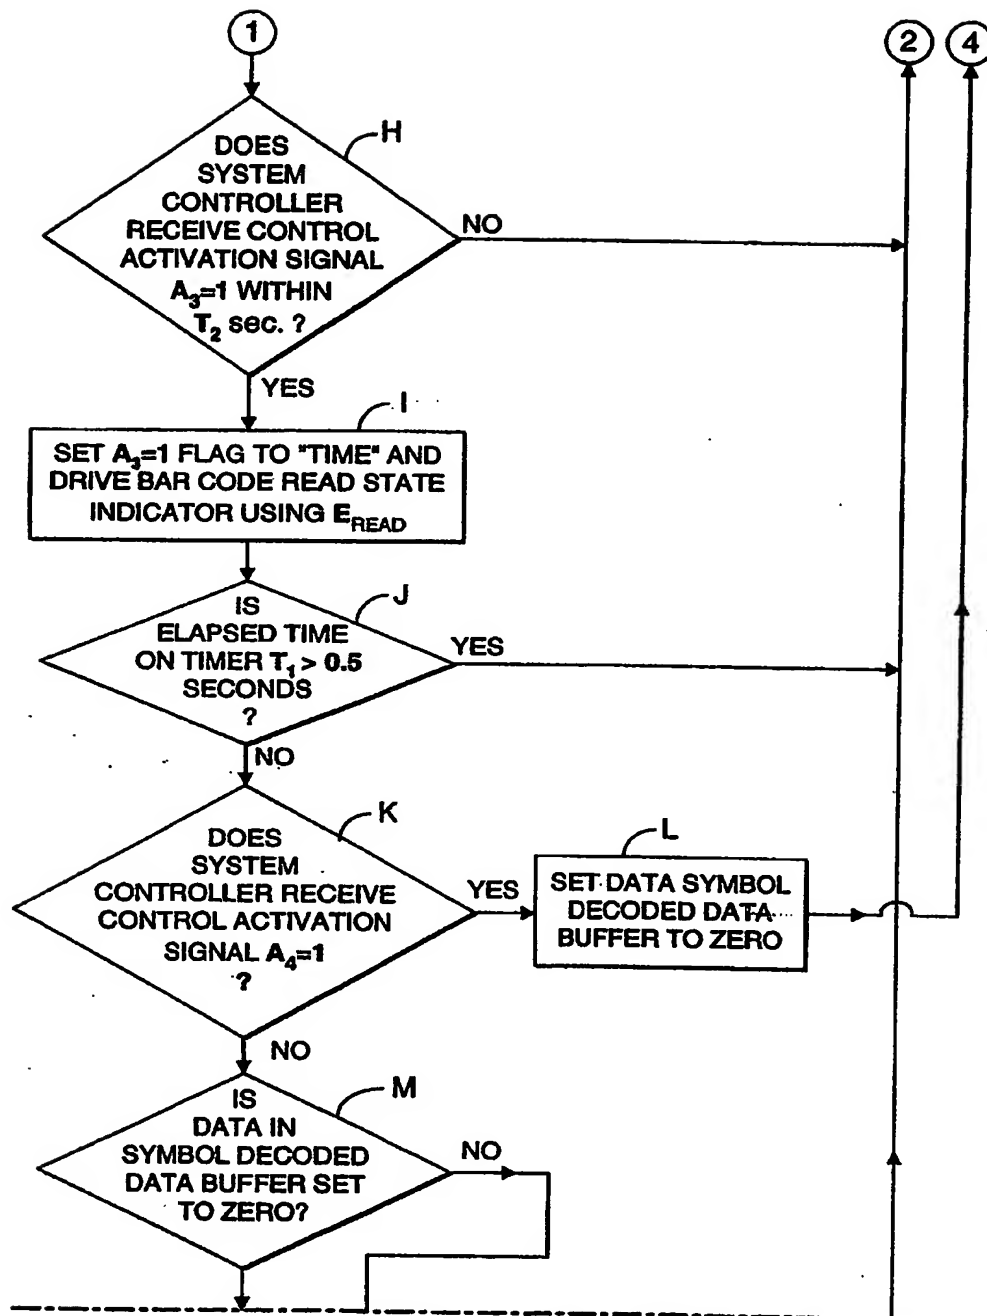 1
2
4
H
DOES
SYSTEM
CONTROLLER
RECEIVE CONTROL
ACTIVATION SIGNAL
A₃=1 WITHIN
T₂ sec. ?
NO
YES
I
SET A₃=1 FLAG TO "TIME" AND
DRIVE BAR CODE READ STATE
INDICATOR USING E_READ
J
IS
ELAPSED TIME
ON TIMER T₁ > 0.5
SECONDS
?
YES
NO
K
DOES
SYSTEM
CONTROLLER RECEIVE
CONTROL ACTIVATION
SIGNAL A₄=1
?
YES
L
SET DATA SYMBOL
DECODED DATA
BUFFER TO ZERO
NO
M
IS
DATA IN
SYMBOL DECODED
DATA BUFFER SET
TO ZERO?
NO